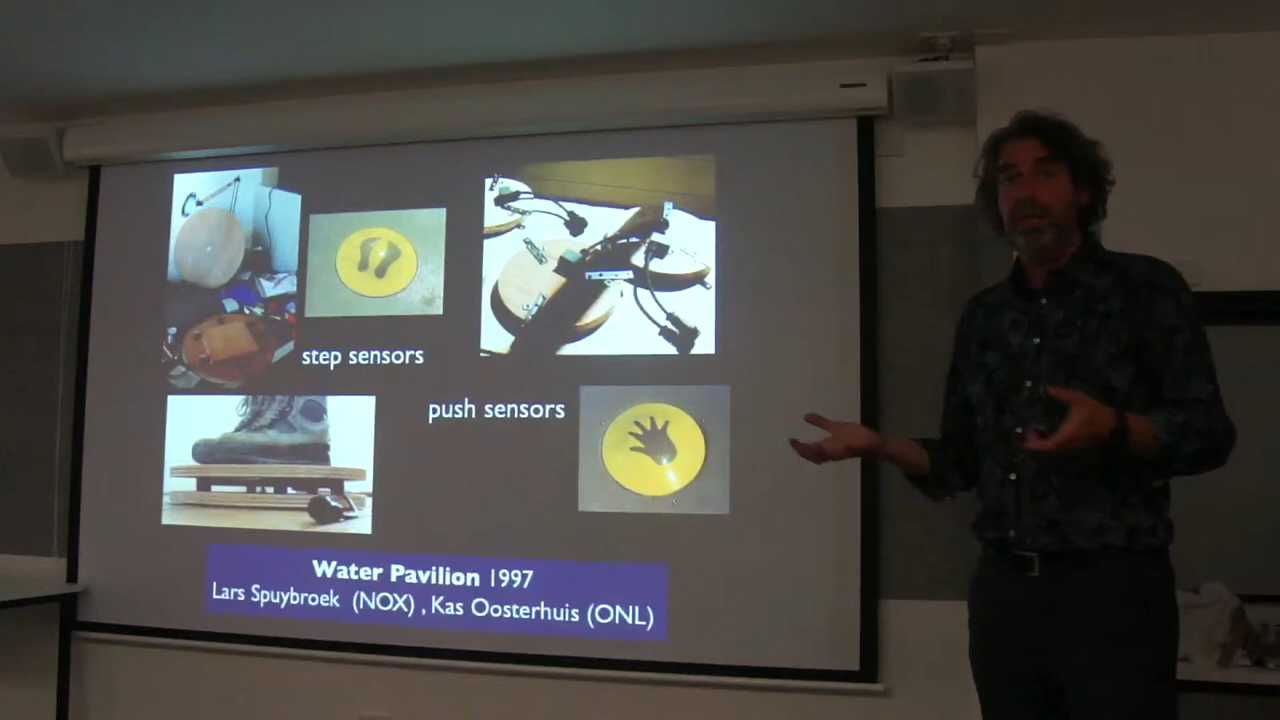 step sensors
push sensors
Water Pavilion 1997
Lars Spuybroek (NOX) , Kas Oosterhuis (ONL)